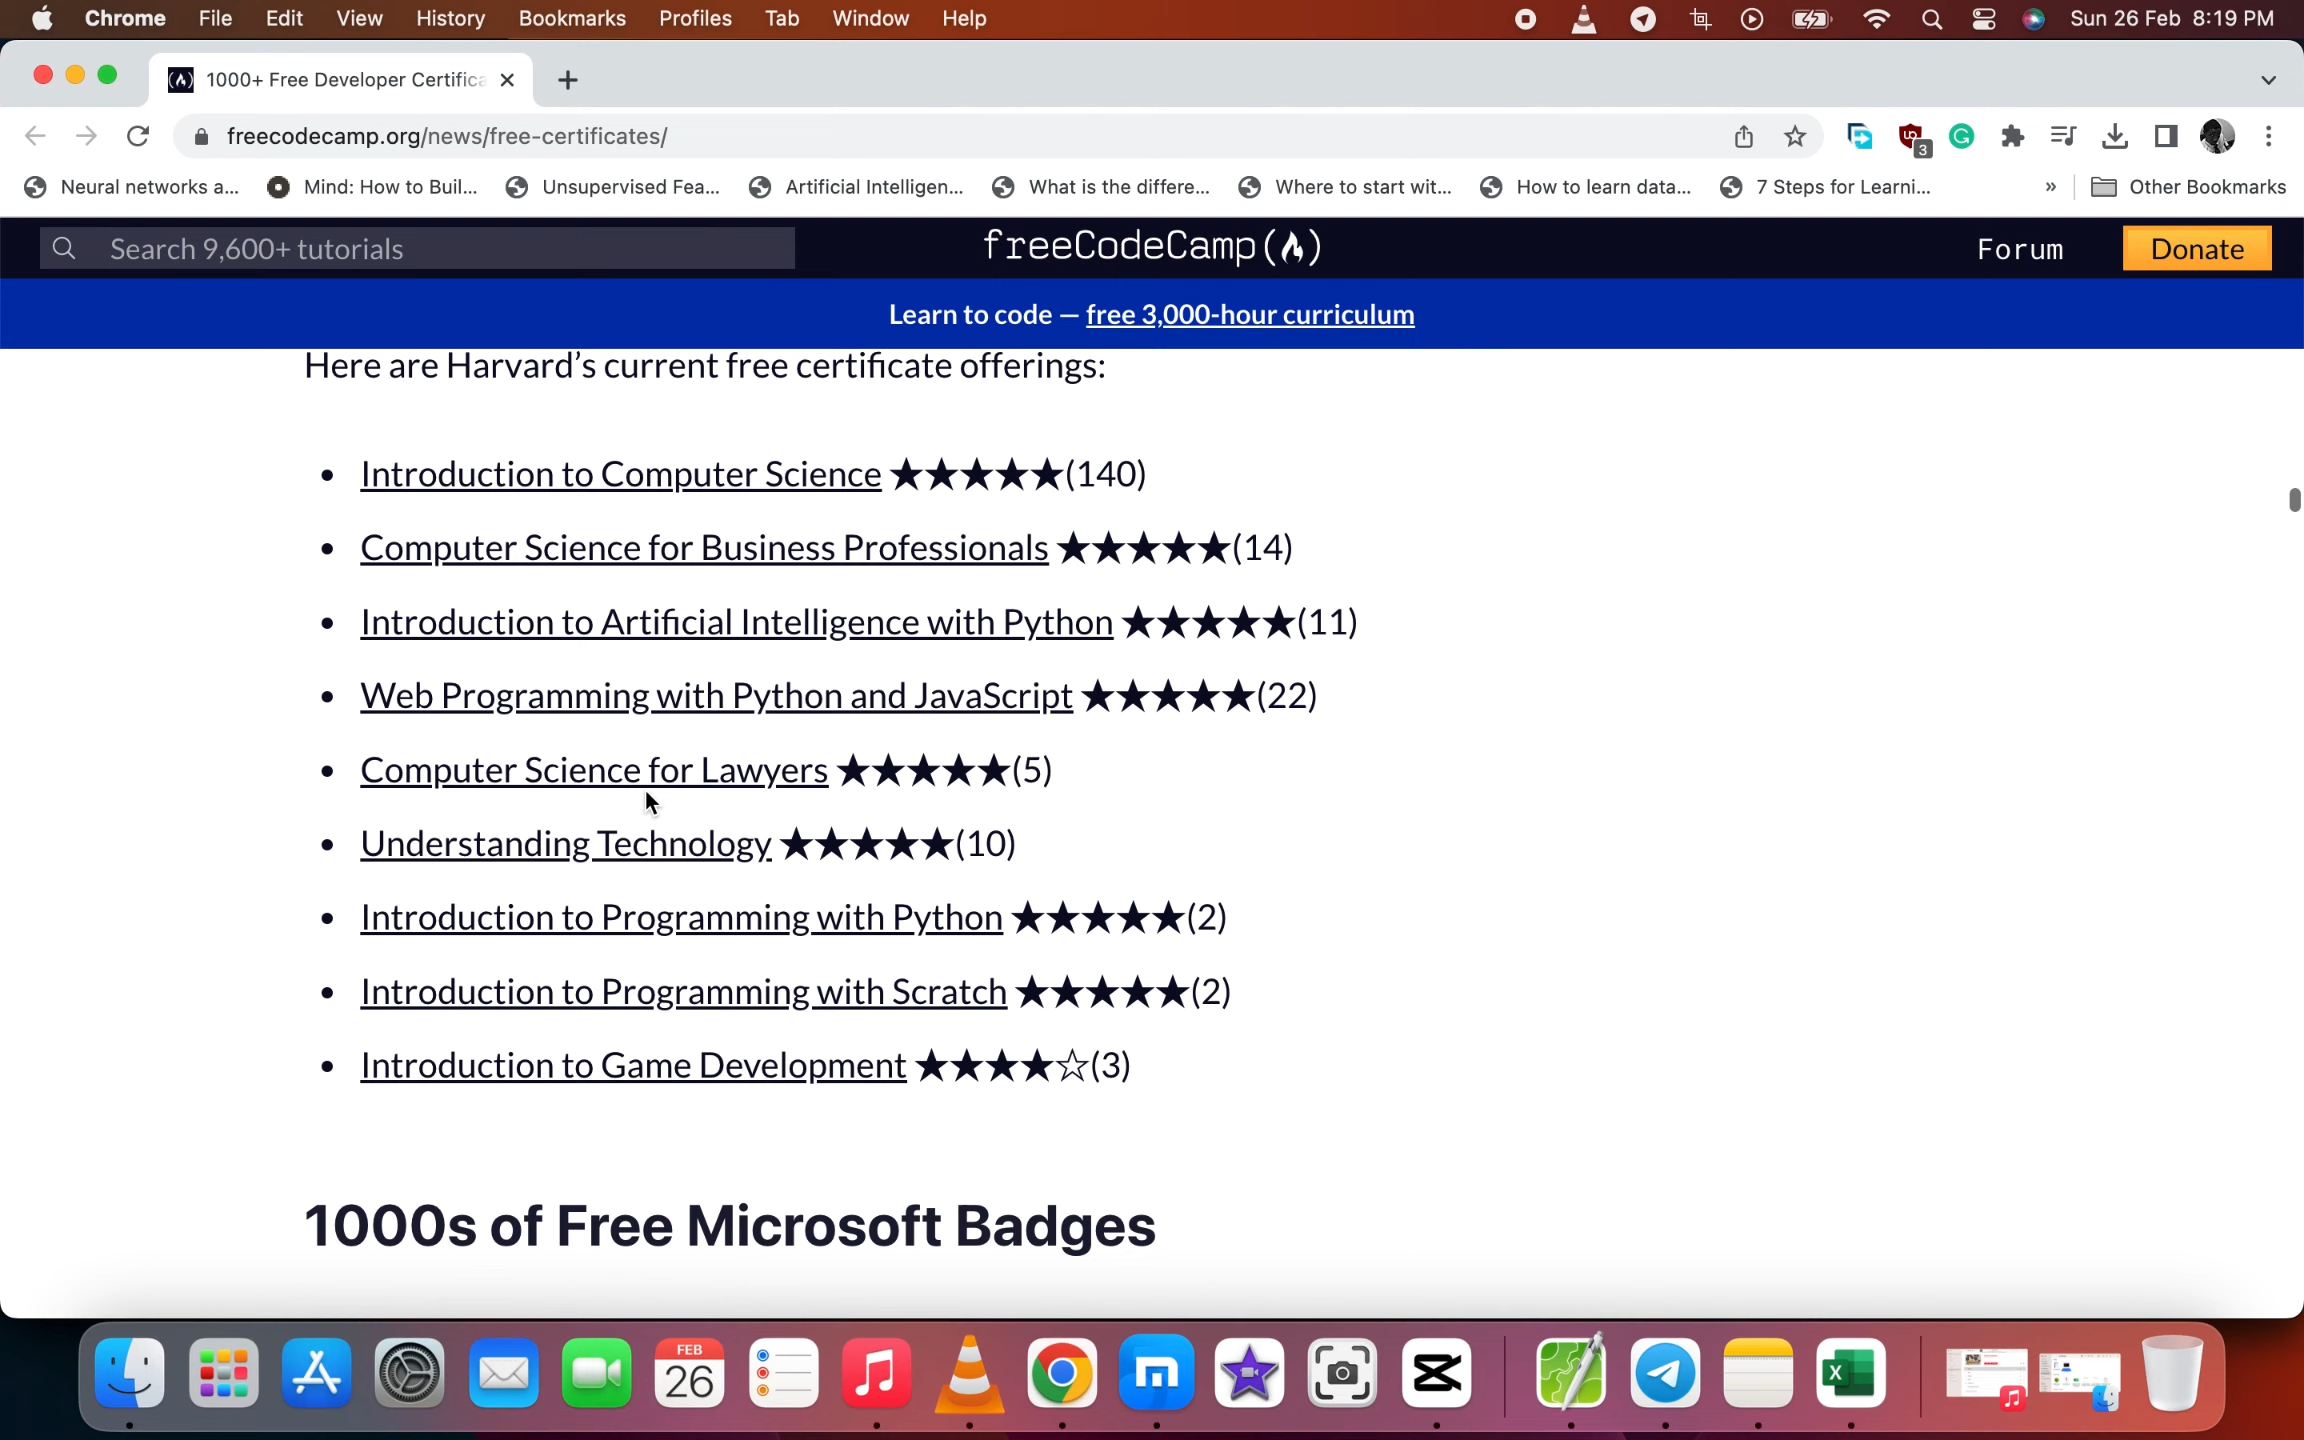 Chrome File Edit View History Bookmarks Profiles Tab Window Help Sun 26 Feb 8:19 PM
1000+ Free Developer Certifica
freecodecamp.org/news/free-certificates/
3
Neural networks a... Mind: How to Buil... Unsupervised Fea... Artificial Intelligen... What is the differe... Where to start wit... How to learn data... 7 Steps for Learni... » Other Bookmarks
Search 9,600+ tutorials freeCodeCamp Forum Donate
Learn to code — free 3,000-hour curriculum
Here are Harvard's current free certificate offerings:
• Introduction to Computer Science ★★★★★(140)
• Computer Science for Business Professionals ★★★★★(14)
• Introduction to Artificial Intelligence with Python ★★★★★(11)
• Web Programming with Python and JavaScript ★★★★★(22)
• Computer Science for Lawyers ★★★★★(5)
• Understanding Technology ★★★★★(10)
• Introduction to Programming with Python ★★★★★(2)
• Introduction to Programming with Scratch ★★★★★(2)
• Introduction to Game Development ★★★★☆(3)
1000s of Free Microsoft Badges
FEB
26